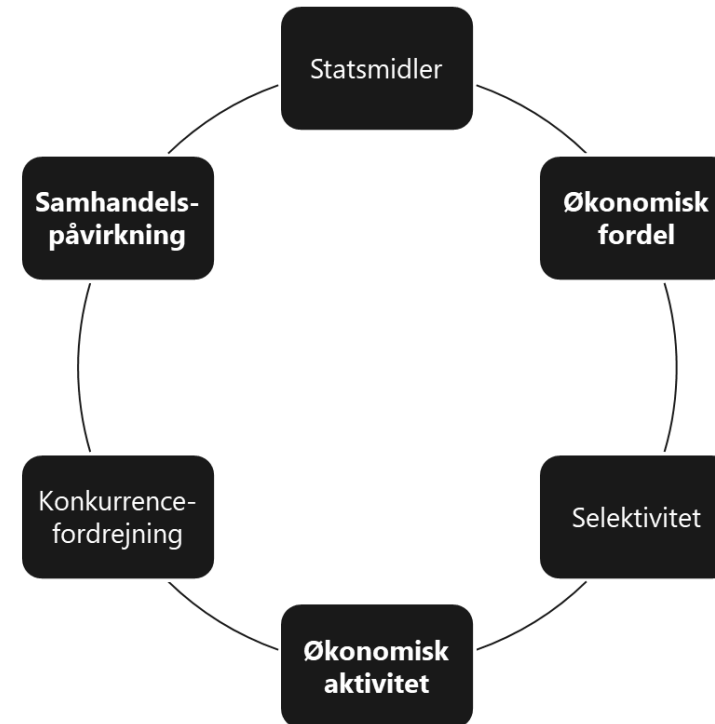 Statsmidler
Økonomisk
fordel
Selektivitet
Økonomisk
aktivitet
Konkurrence-
fordrejning
Samhandels-
påvirkning